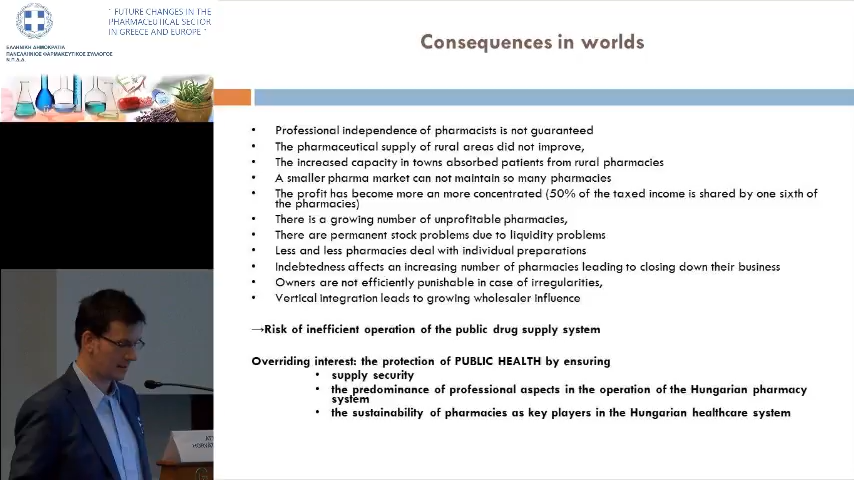 " FUTURE CHANGES IN THE
PHARMACEUTICAL SECTOR
IN GREECE AND EUROPE "
ΕΛΛΗΝΙΚΗ ΔΗΜΟΚΡΑΤΙΑ
ΠΑΝΕΛΛΗΝΙΟΣ ΦΑΡΜΑΚΕΥΤΙΚΟΣ ΣΥΛΛΟΓΟΣ
Ν.Π.Δ.Δ.
Consequences in worlds
• Professional independence of pharmacists is not guaranteed
• The pharmaceutical supply of rural areas did not improve,
• The increased capacity in towns absorbed patients from rural pharmacies
• A smaller pharma market can not maintain so many pharmacies
• The profit has become more an more concentrated (50% of the taxed income is shared by one sixth of
the pharmacies)
• There is a growing number of unprofitable pharmacies,
• There are permanent stock problems due to liquidity problems
• Less and less pharmacies deal with individual preparations
• Indebtedness affects an increasing number of pharmacies leading to closing down their business
• Owners are not efficiently punishable in case of irregularities,
• Vertical integration leads to growing wholesaler influence
→Risk of inefficient operation of the public drug supply system
Overriding interest: the protection of PUBLIC HEALTH by ensuring
• supply security
• the predominance of professional aspects in the operation of the Hungarian pharmacy
system
• the sustainability of pharmacies as key players in the Hungarian healthcare system